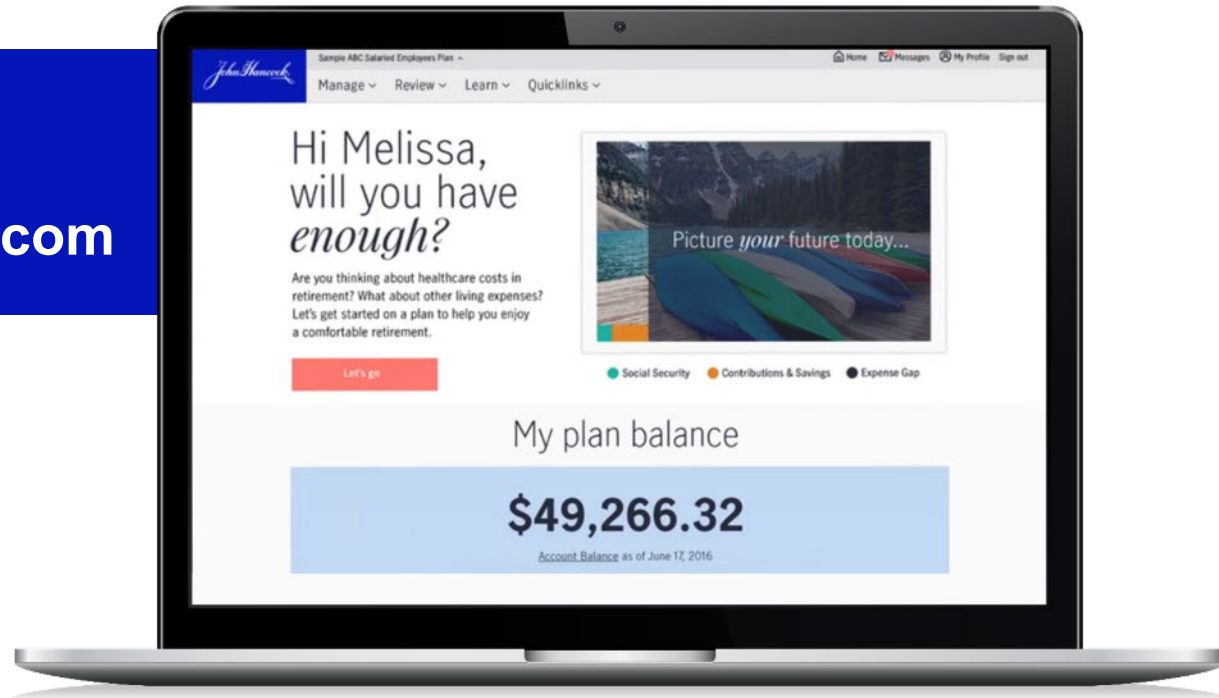 com
John Hancock
Sample ABC Salaried Employees Plan
Home Messages My Profile Sign out
Manage Review Learn Quicklinks
Hi Melissa,
will you have
enough?
Are you thinking about healthcare costs in
retirement? What about other living expenses?
Let's get started on a plan to help you enjoy
a comfortable retirement.
Let's go
Picture your future today...
Social Security Contributions & Savings Expense Gap
My plan balance
$49,266.32
Account Balance as of June 17, 2016